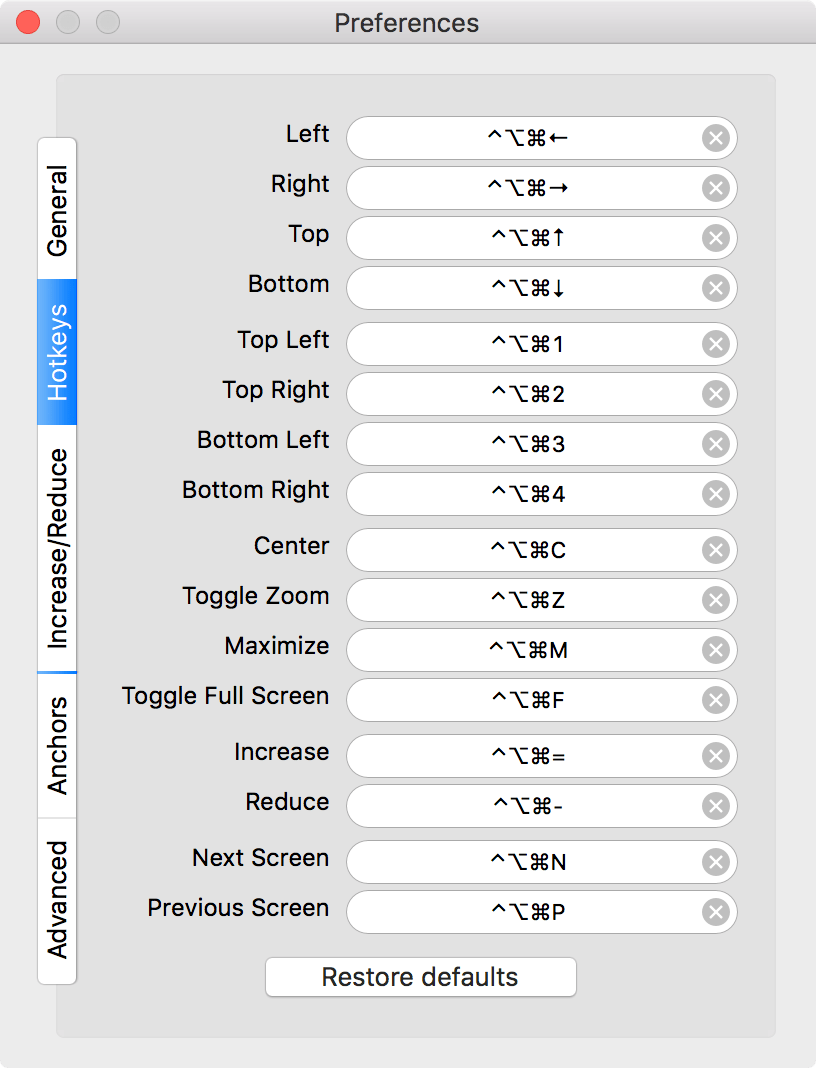 Preferences
General
Hotkeys
Increase/Reduce
Anchors
Advanced
Left ^⌥⌘←
Right ^⌥⌘→
Top ^⌥⌘↑
Bottom ^⌥⌘↓
Top Left ^⌥⌘1
Top Right ^⌥⌘2
Bottom Left ^⌥⌘3
Bottom Right ^⌥⌘4
Center ^⌥⌘C
Toggle Zoom ^⌥⌘Z
Maximize ^⌥⌘M
Toggle Full Screen ^⌥⌘F
Increase ^⌥⌘=
Reduce ^⌥⌘-
Next Screen ^⌥⌘N
Previous Screen ^⌥⌘P
Restore defaults